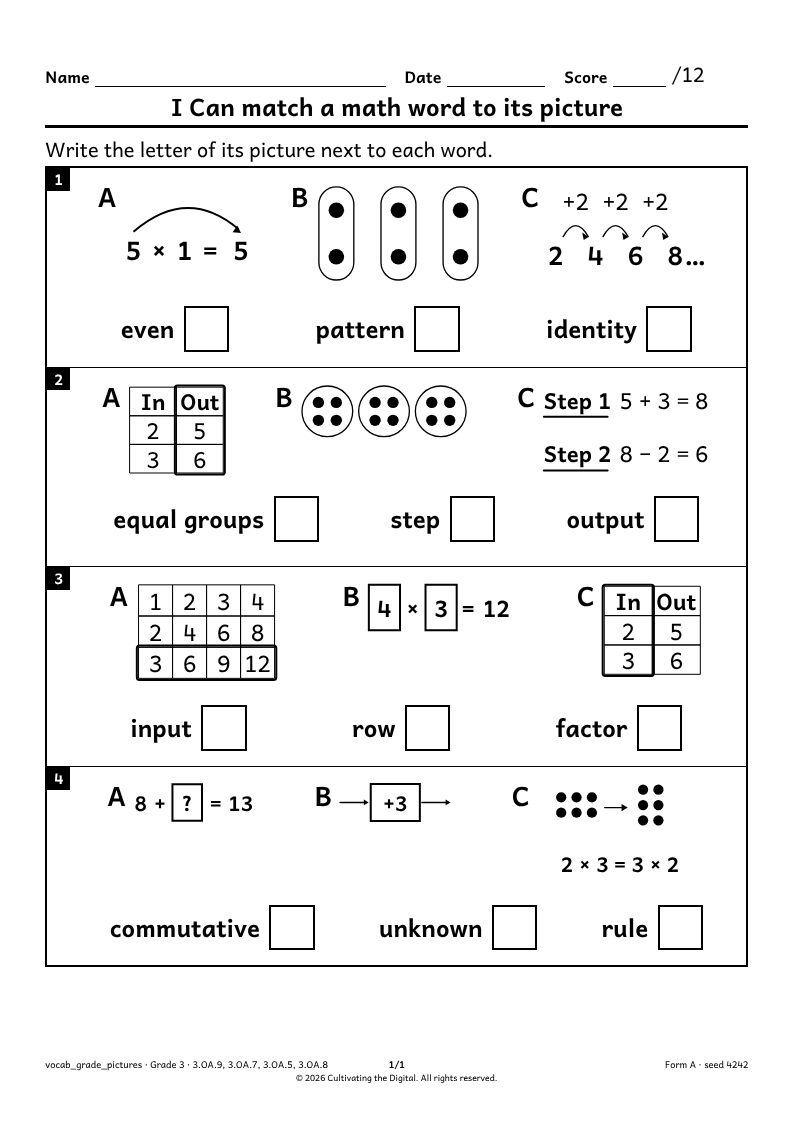 Name Date Score /12
I Can match a math word to its picture
Write the letter of its picture next to each word.
1
A B C
+2 +2 +2
5 × 1 = 5
2 4 6 8...
even pattern identity
2
A B C
In Out
2 5
3 6
Step 1 5 + 3 = 8
Step 2 8 − 2 = 6
equal groups step output
3
A B C
1 2 3 4
2 4 6 8
3 6 9 12
4 × 3 = 12
In Out
2 5
3 6
input row factor
4
A 8 + ? = 13
B +3
C
2 × 3 = 3 × 2
commutative unknown rule
vocab_grade_pictures · Grade 3 · 3.OA.9, 3.OA.7, 3.OA.5, 3.OA.8 1/1 Form A · seed 4242
© 2026 Cultivating the Digital. All rights reserved.